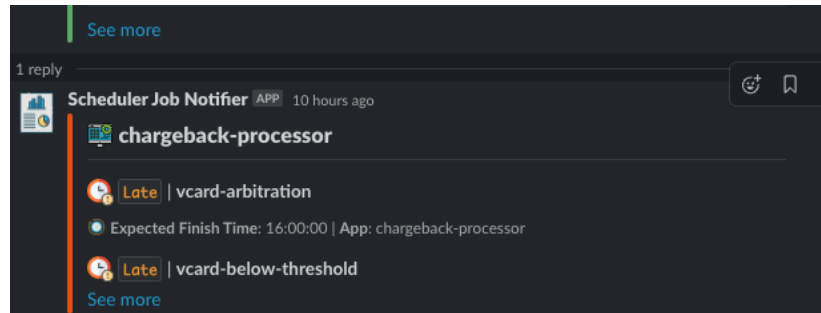 See more
1 reply
Scheduler Job Notifier APP 10 hours ago
chargeback-processor
Late | vcard-arbitration
Expected Finish Time: 16:00:00 | App: chargeback-processor
Late | vcard-below-threshold
See more